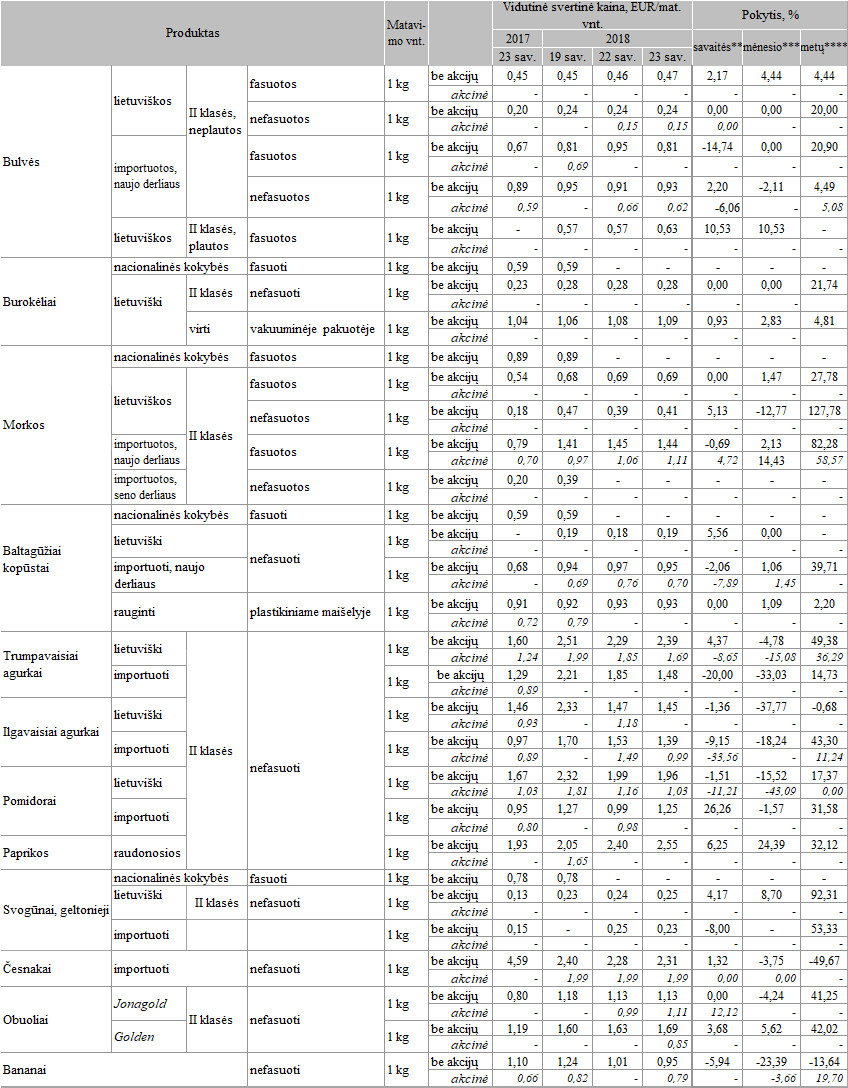 Produktas Matavimo vnt. Vidutinė svertinė kaina, EUR/mat. vnt. Pokytis, %
2017 2018 savaitės** mėnesio*** metų****
23 sav. 19 sav. 22 sav. 23 sav.
Bulvės lietuviškos II klasės, neplautos fasuotos 1 kg be akcijų 0,45 0,45 0,46 0,47 2,17 4,44 4,44
akcinė - - - - - - -
nefasuotos 1 kg be akcijų 0,20 0,24 0,24 0,24 0,00 0,00 20,00
akcinė - - 0,15 0,15 0,00 - -
importuotos, naujo derliaus fasuotos 1 kg be akcijų 0,67 0,81 0,95 0,81 -14,74 0,00 20,90
akcinė - 0,69 - - - - -
nefasuotos 1 kg be akcijų 0,89 0,95 0,91 0,93 2,20 -2,11 4,49
akcinė 0,59 - 0,66 0,62 -6,06 - 5,08
lietuviškos II klasės, plautos fasuotos 1 kg be akcijų - 0,57 0,57 0,63 10,53 10,53 -
akcinė - - - - - - -
Burokėliai nacionalinės kokybės fasuoti 1 kg be akcijų 0,59 0,59 - - - - -
lietuviški II klasės nefasuoti 1 kg be akcijų 0,23 0,28 0,28 0,28 0,00 0,00 21,74
akcinė - - - - - - -
virti vakuuminėje pakuotėje 1 kg be akcijų 1,04 1,06 1,08 1,09 0,93 2,83 4,81
akcinė - - - - - - -
Morkos nacionalinės kokybės fasuotos 1 kg be akcijų 0,89 0,89 - - - - -
lietuviškos II klasės fasuotos 1 kg be akcijų 0,54 0,68 0,69 0,69 0,00 1,47 27,78
akcinė - - - - - - -
nefasuotos 1 kg be akcijų 0,18 0,47 0,39 0,41 5,13 -12,77 127,78
akcinė - - - - - - -
importuotos, naujo derliaus fasuotos 1 kg be akcijų 0,79 1,41 1,45 1,44 -0,69 2,13 82,28
akcinė 0,70 0,97 1,06 1,11 4,72 14,43 58,57
importuotos, seno derliaus nefasuotos 1 kg be akcijų 0,20 0,39 - - - - -
akcinė - - - - - - -
Baltagūžiai kopūstai nacionalinės kokybės fasuoti 1 kg be akcijų 0,59 0,59 - - - - -
lietuviški nefasuoti 1 kg be akcijų - 0,19 0,18 0,19 5,56 0,00 -
akcinė - - - - - - -
importuoti, naujo derliaus 1 kg be akcijų 0,68 0,94 0,97 0,95 -2,06 1,06 39,71
akcinė - 0,69 0,76 0,70 -7,89 1,45 -
rauginti plastikiniame maišelyje 1 kg be akcijų 0,91 0,92 0,93 0,93 0,00 1,09 2,20
akcinė 0,72 0,79 - - - - -
Trumpavaisiai agurkai lietuviški II klasės nefasuoti 1 kg be akcijų 1,60 2,51 2,29 2,39 4,37 -4,78 49,38
akcinė 1,24 1,99 1,85 1,69 -8,65 -15,08 36,29
importuoti 1 kg be akcijų 1,29 2,21 1,85 1,48 -20,00 -33,03 14,73
akcinė 0,89 - - - - - -
Ilgavaisiai agurkai lietuviški 1 kg be akcijų 1,46 2,33 1,47 1,45 -1,36 -37,77 -0,68
akcinė 0,93 - 1,18 - - - -
importuoti 1 kg be akcijų 0,97 1,70 1,53 1,39 -9,15 -18,24 43,30
akcinė 0,89 - 1,49 0,99 -33,56 - 11,24
Pomidorai lietuviški 1 kg be akcijų 1,67 2,32 1,99 1,96 -1,51 -15,52 17,37
akcinė 1,03 1,81 1,16 1,03 -11,21 -43,09 0,00
importuoti 1 kg be akcijų 0,95 1,27 0,99 1,25 26,26 -1,57 31,58
akcinė 0,80 - 0,98 - - - -
Paprikos raudonosios 1 kg be akcijų 1,93 2,05 2,40 2,55 6,25 24,39 32,12
akcinė - 1,65 - - - - -
Svogūnai, geltonieji nacionalinės kokybės fasuoti 1 kg be akcijų 0,78 0,78 - - - - -
lietuviški II klasės nefasuoti 1 kg be akcijų 0,13 0,23 0,24 0,25 4,17 8,70 92,31
akcinė - - - - - - -
importuoti 1 kg be akcijų 0,15 - 0,25 0,23 -8,00 - 53,33
akcinė - - - - - - -
Česnakai importuoti nefasuoti 1 kg be akcijų 4,59 2,40 2,28 2,31 1,32 -3,75 -49,67
akcinė - 1,99 1,99 1,99 0,00 0,00 -
Obuoliai Jonagold II klasės nefasuoti 1 kg be akcijų 0,80 1,18 1,13 1,13 0,00 -4,24 41,25
akcinė - - 0,99 1,11 12,12 - -
Golden 1 kg be akcijų 1,19 1,60 1,63 1,69 3,68 5,62 42,02
akcinė - - - 0,85 - - -
Bananai nefasuoti 1 kg be akcijų 1,10 1,24 1,01 0,95 -5,94 -23,39 -13,64
akcinė 0,66 0,82 - 0,79 - -3,66 19,70